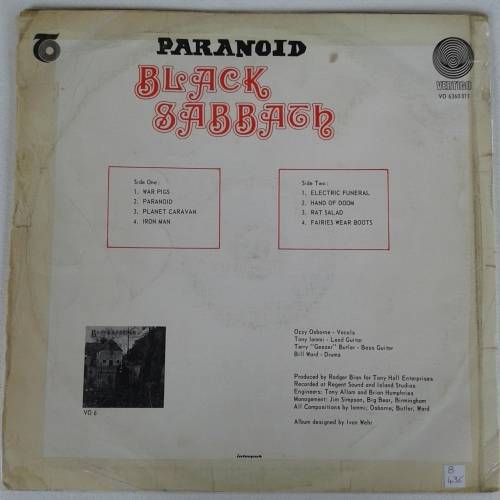 PARANOID
BLACK
SABBATH
VERTIGO
VO 6360 011
Side One:
1. WAR PIGS
2. PARANOID
3. PLANET CARAVAN
4. IRON MAN
Side Two:
1. ELECTRIC FUNERAL
2. HAND OF DOOM
3. RAT SALAD
4. FAIRIES WEAR BOOTS
VO 6
Ozzy Osborne - Vocals
Tony Iommi - Lead Guitar
Terry "Geezer" Butler - Bass Guitar
Bill Ward - Drums
Produced by Rodger Bian for Tony Hall Enterprises
Recorded at Regent Sound and Island Studios
Engineers: Tony Allom and Brian Humphries
Management: Jim Simpson, Big Bear, Birmingham
All Compositions by Iommi, Osborne, Butler, Ward
Album designed by Ivan Wehr
interpak
B
436